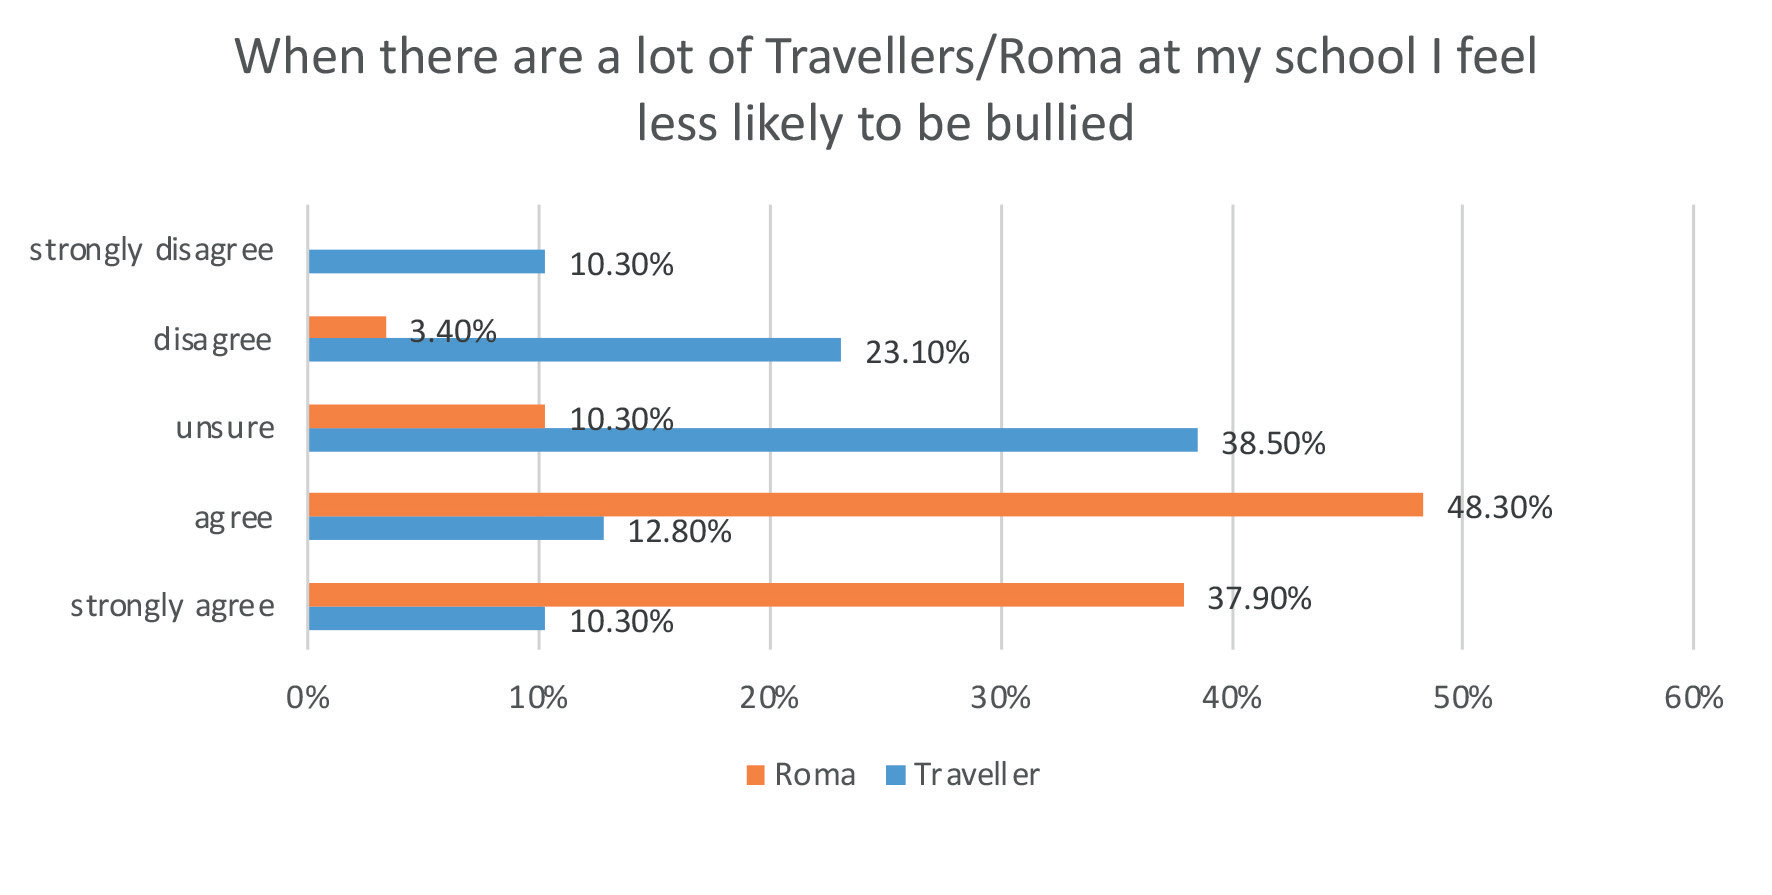 When there are a lot of Travellers/Roma at my school I feel
less likely to be bullied
strongly disagree
10.30%
disagree
3.40%
23.10%
unsure
10.30%
38.50%
agree
48.30%
12.80%
strongly agree
37.90%
10.30%
0% 10% 20% 30% 40% 50% 60%
Roma Traveller